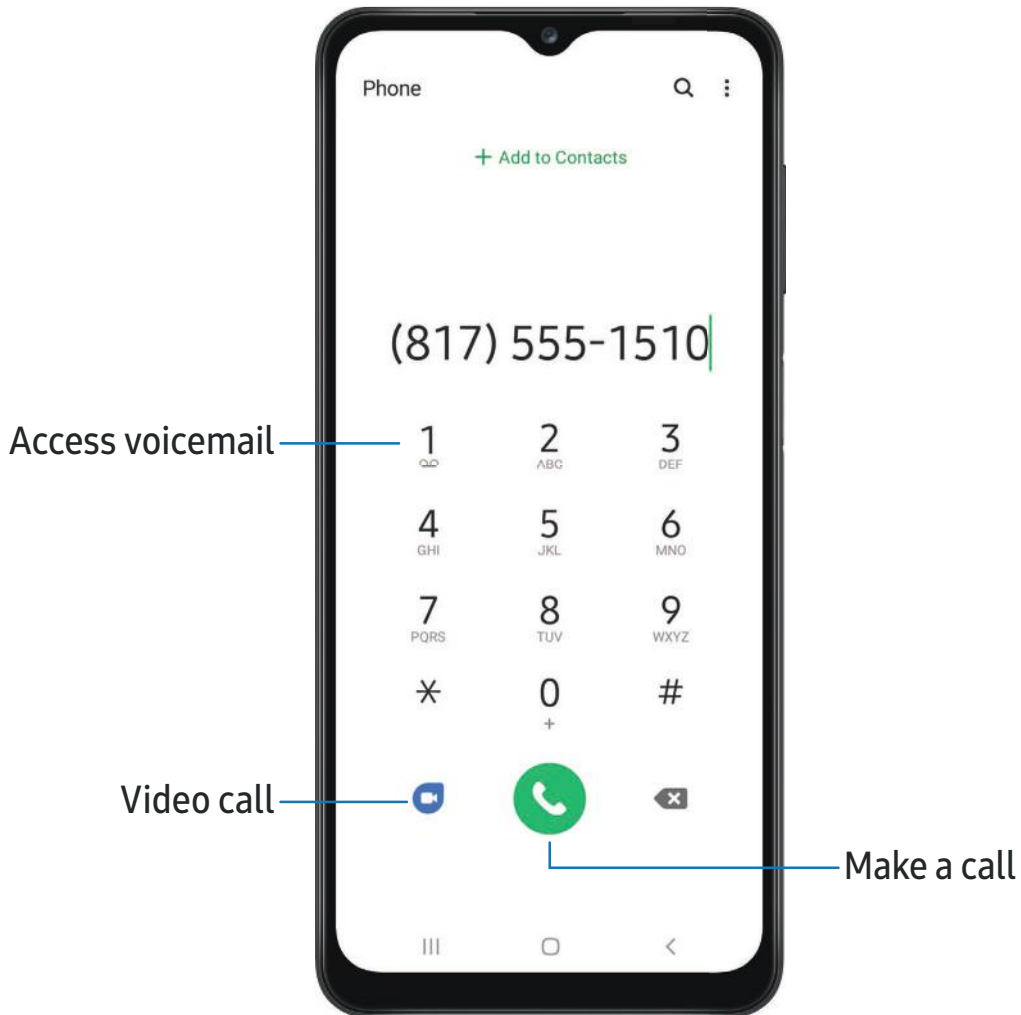 Phone
+ Add to Contacts
(817) 555-1510
Access voicemail
1 2 3
ABC DEF
4 5 6
GHI JKL MNO
7 8 9
PQRS TUV WXYZ
* 0 #
+
Video call
Make a call